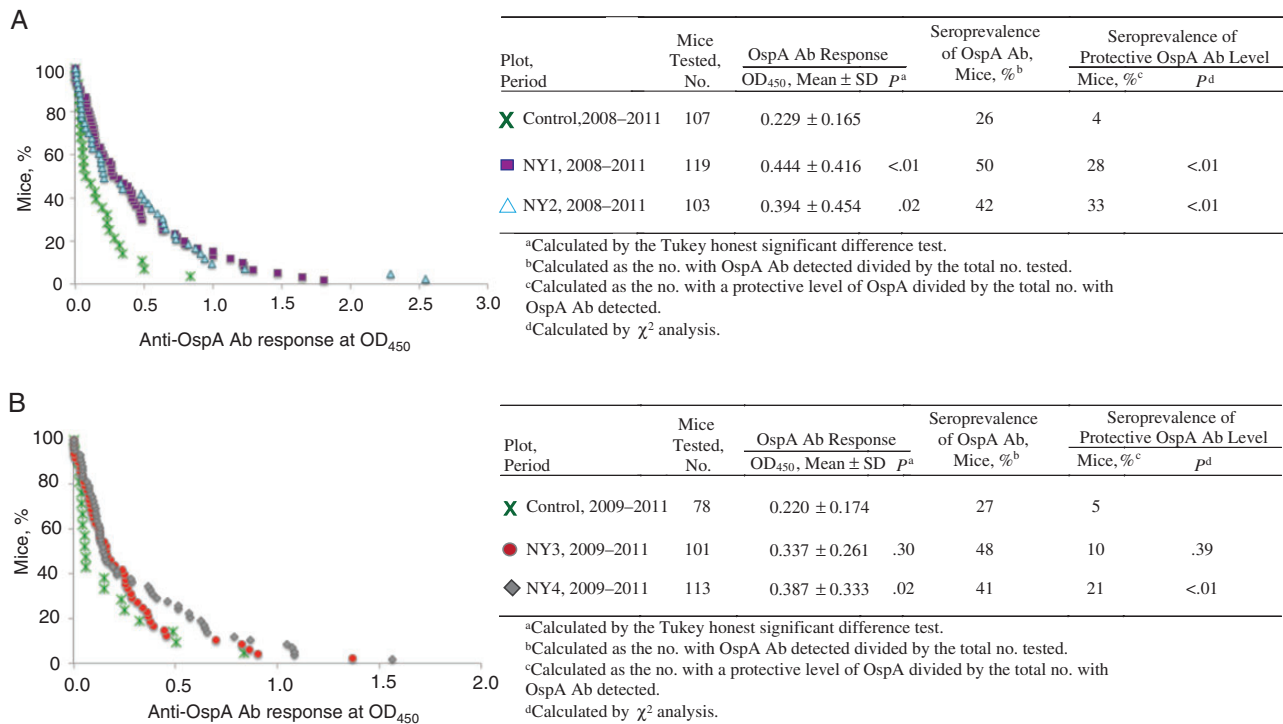 A
100
80
60
40
20
0
0.0 0.5 1.0 1.5 2.0 2.5 3.0
Mice, %
Anti-OspA Ab response at OD450
Plot, Period
Mice Tested, No.
OspA Ab Response
OD450, Mean ± SD Pa
Seroprevalence of OspA Ab, Mice, %b
Seroprevalence of Protective OspA Ab Level
Mice, %c Pd
Control,2008–2011 107 0.229 ± 0.165 26 4
NY1, 2008–2011 119 0.444 ± 0.416 <.01 50 28 <.01
NY2, 2008–2011 103 0.394 ± 0.454 .02 42 33 <.01
aCalculated by the Tukey honest significant difference test.
bCalculated as the no. with OspA Ab detected divided by the total no. tested.
cCalculated as the no. with a protective level of OspA divided by the total no. with
OspA Ab detected.
dCalculated by χ2 analysis.
B
100
80
60
40
20
0
0.0 0.5 1.0 1.5 2.0
Mice, %
Anti-OspA Ab response at OD450
Plot, Period
Mice Tested, No.
OspA Ab Response
OD450, Mean ± SD Pa
Seroprevalence of OspA Ab, Mice, %b
Seroprevalence of Protective OspA Ab Level
Mice,%c Pd
Control, 2009–2011 78 0.220 ± 0.174 27 5
NY3, 2009–2011 101 0.337 ± 0.261 .30 48 10 .39
NY4, 2009–2011 113 0.387 ± 0.333 .02 41 21 <.01
aCalculated by the Tukey honest significant difference test.
bCalculated as the no. with OspA Ab detected divided by the total no. tested.
cCalculated as the no. with a protective level of OspA divided by the total no. with
OspA Ab detected.
dCalculated by χ2 analysis.